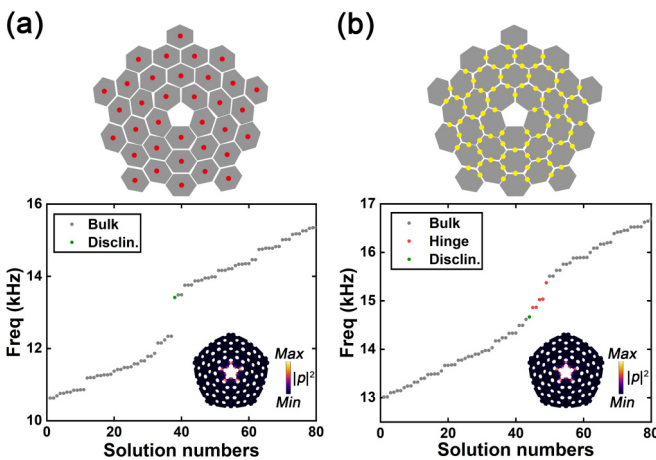 (a)
16
Bulk
Disclin.
14
12
10
Freq (kHz)
Max
|p|²
Min
0 20 40 60 80
Solution numbers
(b)
17
Bulk
Hinge
Disclin.
16
15
14
13
Freq (kHz)
Max
|p|²
Min
0 20 40 60 80
Solution numbers